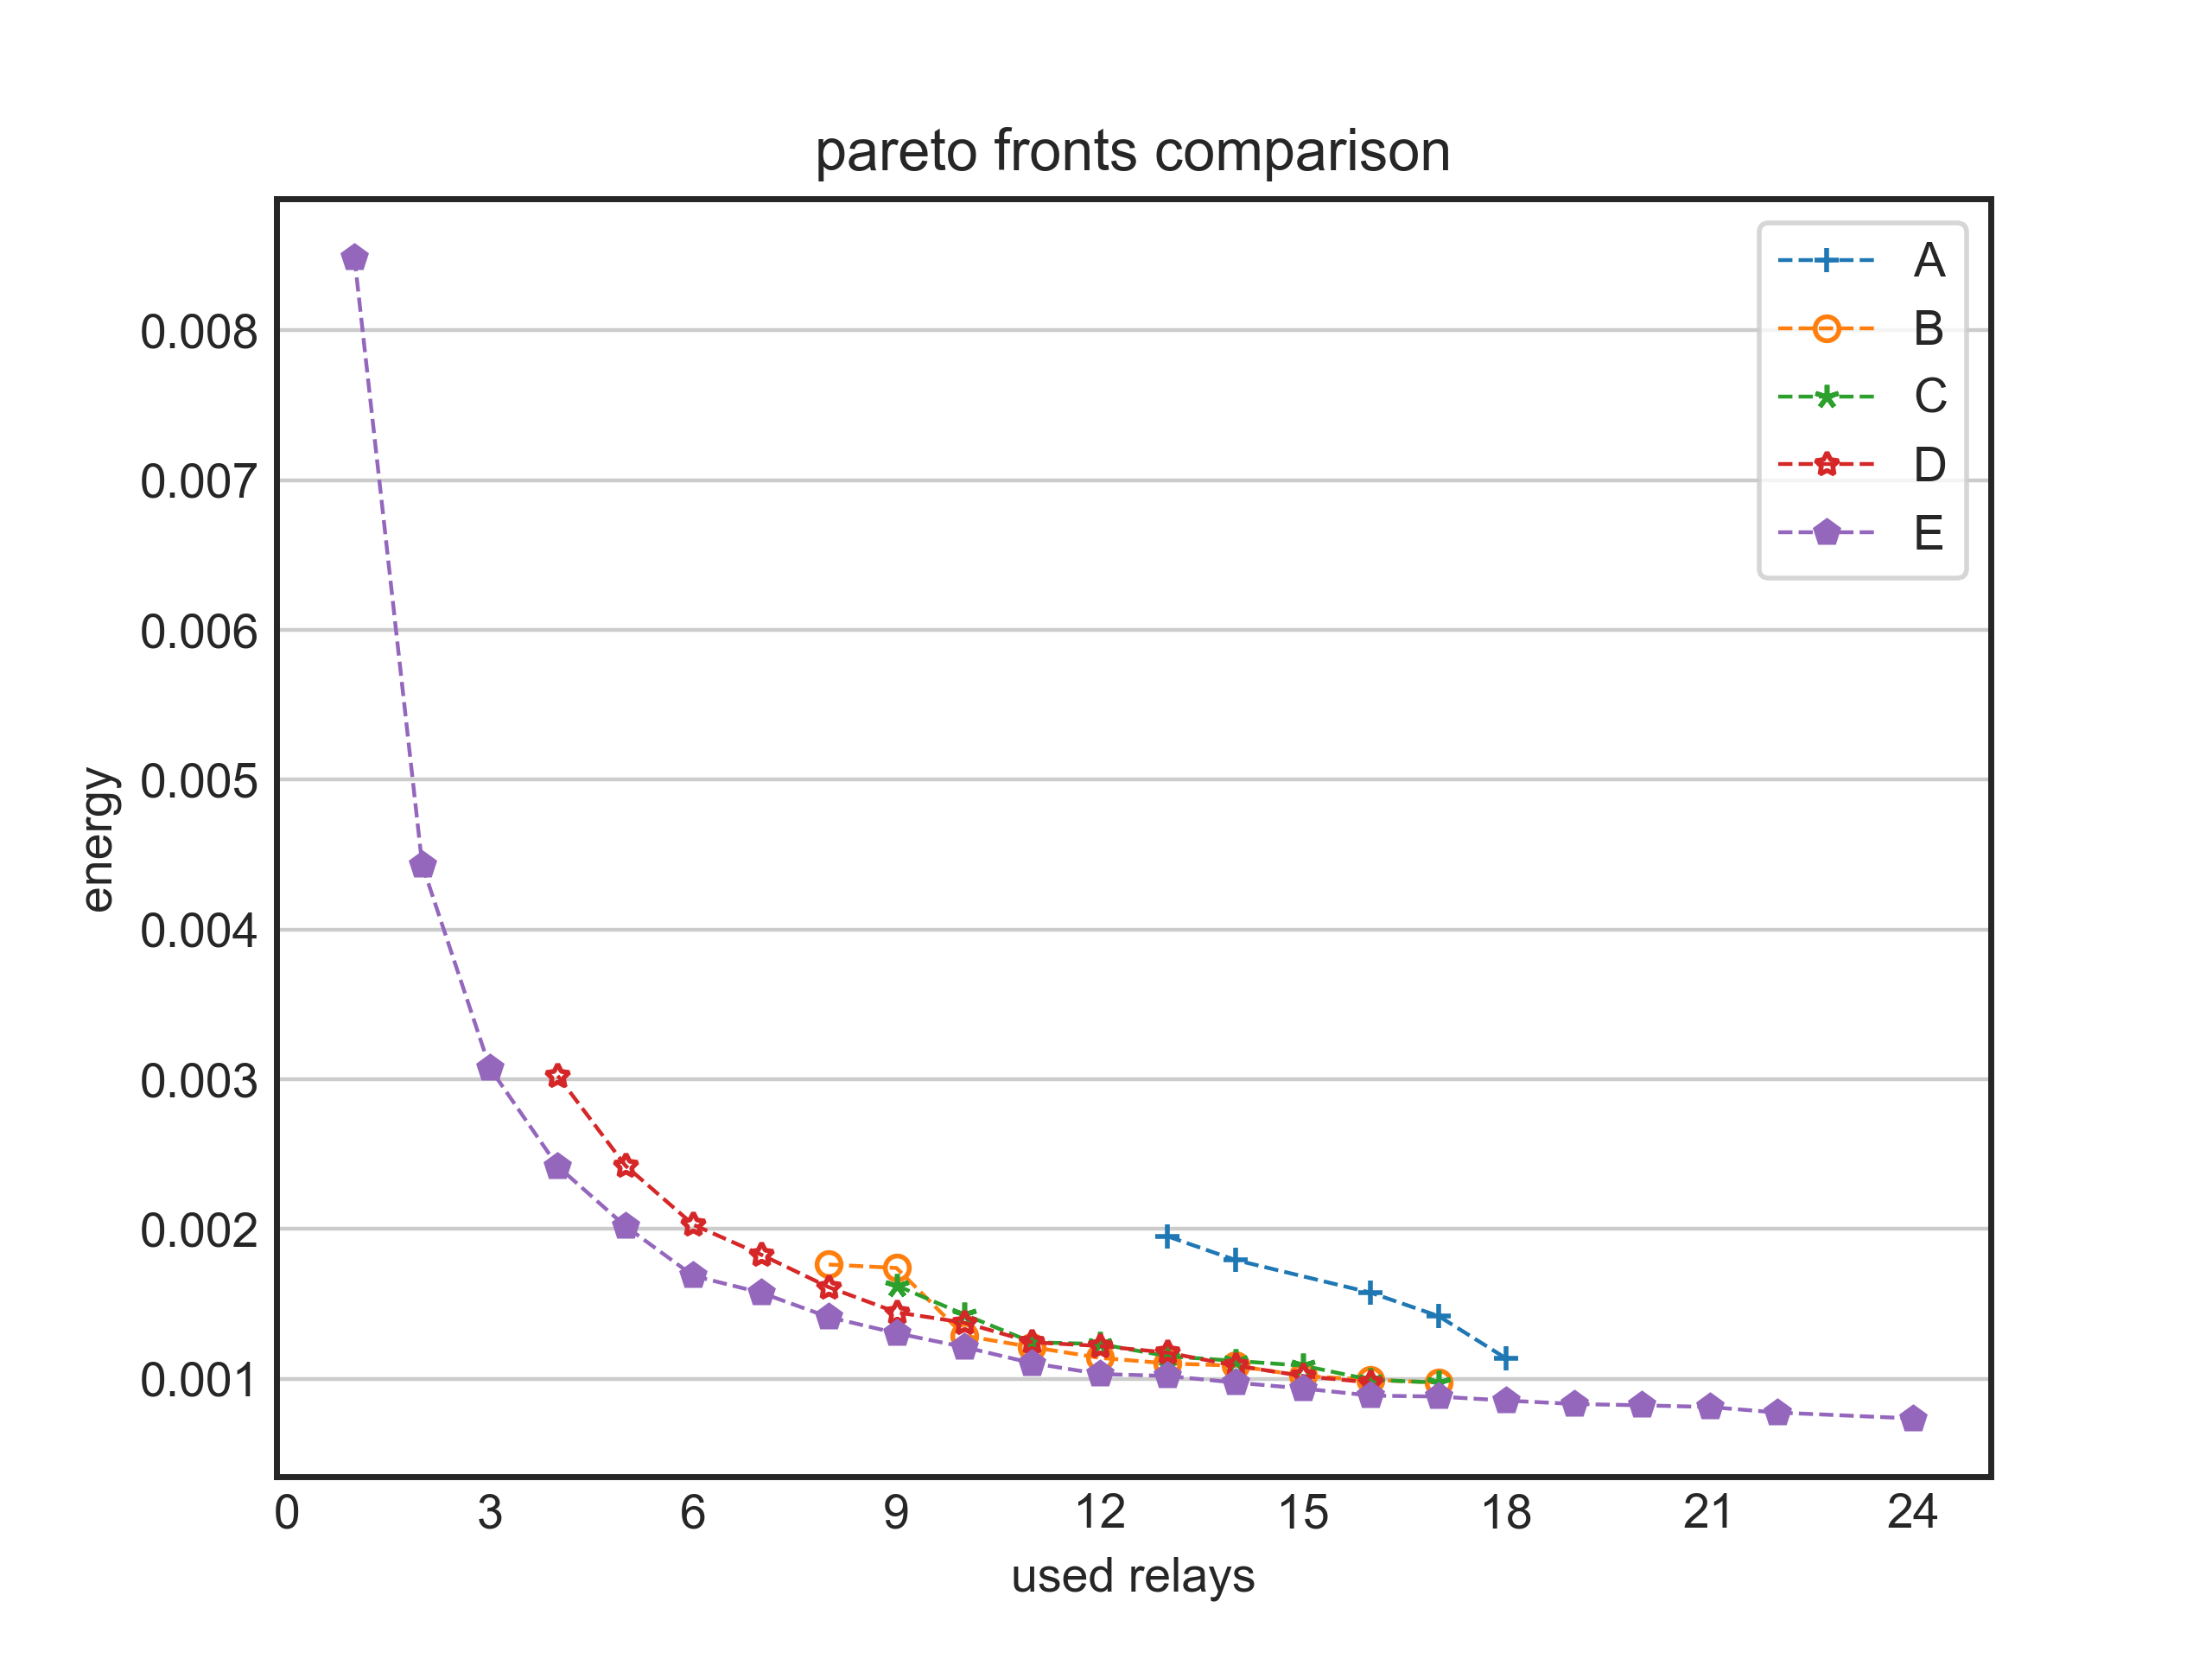 pareto fronts comparison
A
B
C
D
E
0.008
0.007
0.006
0.005
0.004
0.003
0.002
0.001
energy
0 3 6 9 12 15 18 21 24
used relays